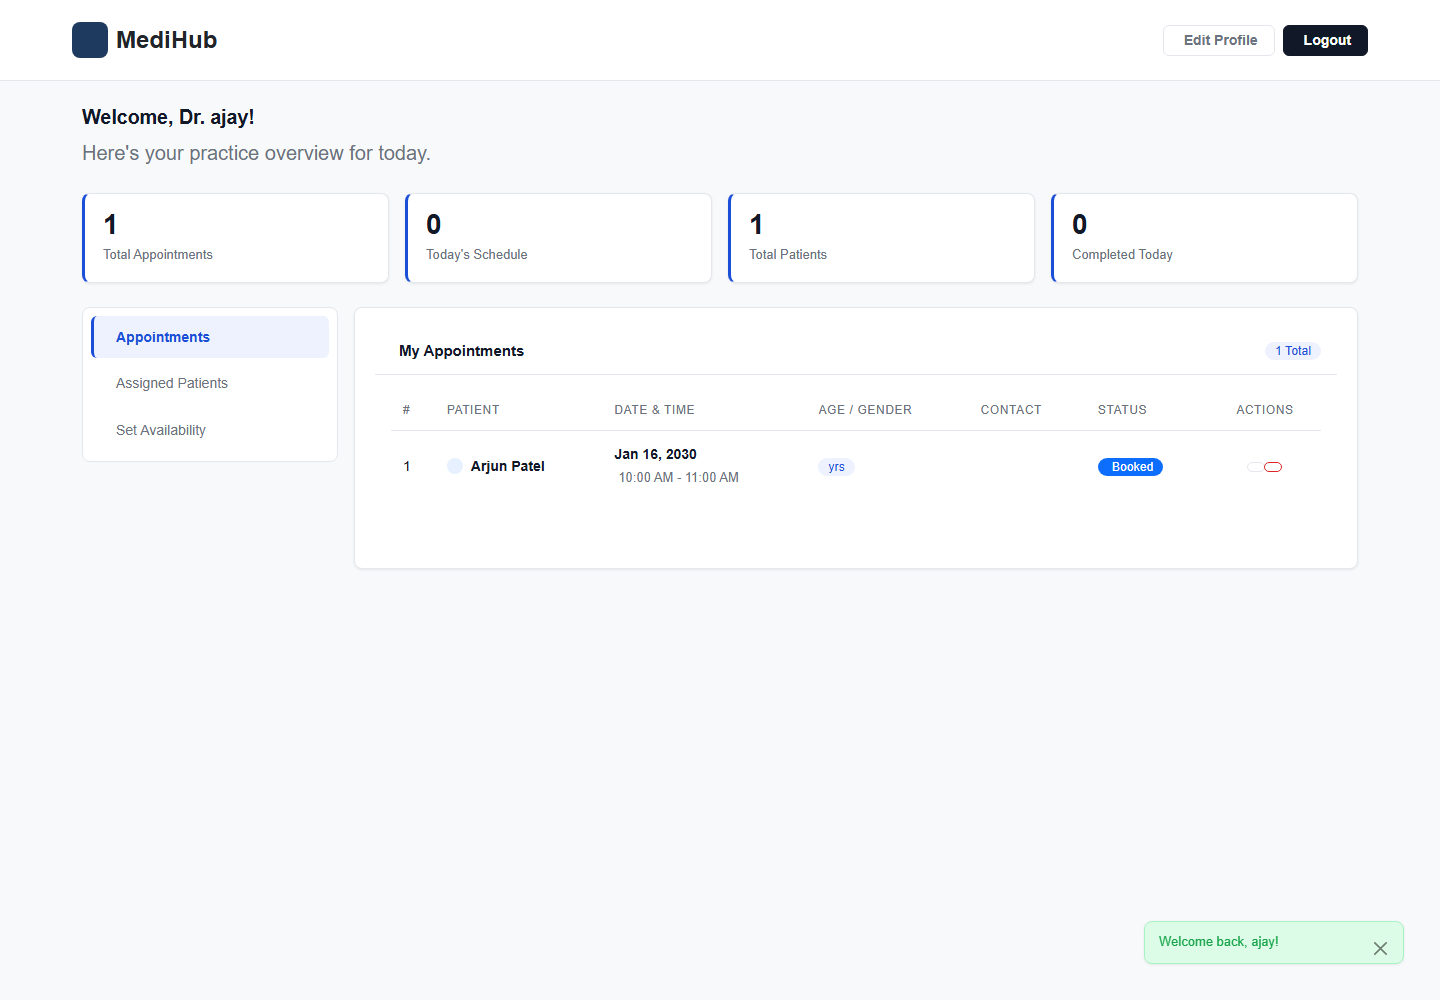 MediHub
Edit Profile
Logout
Welcome, Dr. ajay!
Here's your practice overview for today.
1
Total Appointments
0
Today's Schedule
1
Total Patients
0
Completed Today
Appointments
Assigned Patients
Set Availability
My Appointments
1 Total
# PATIENT DATE & TIME AGE / GENDER CONTACT STATUS ACTIONS
1 Arjun Patel Jan 16, 2030 yrs Booked
10:00 AM - 11:00 AM
Welcome back, ajay!